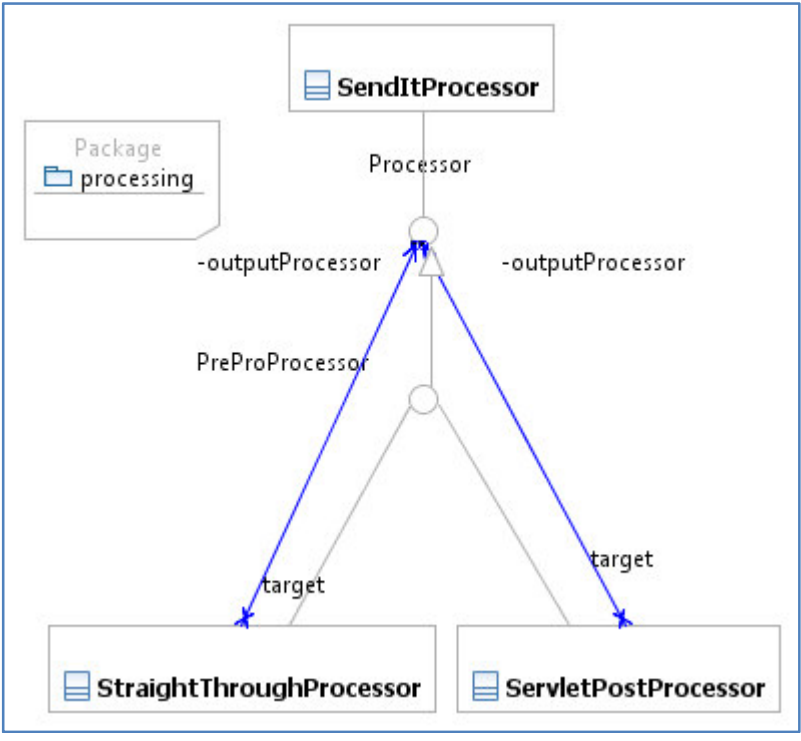 SendItProcessor
Package
processing
Processor
-outputProcessor
-outputProcessor
PreProProcessor
target
target
StraightThroughProcessor
ServletPostProcessor